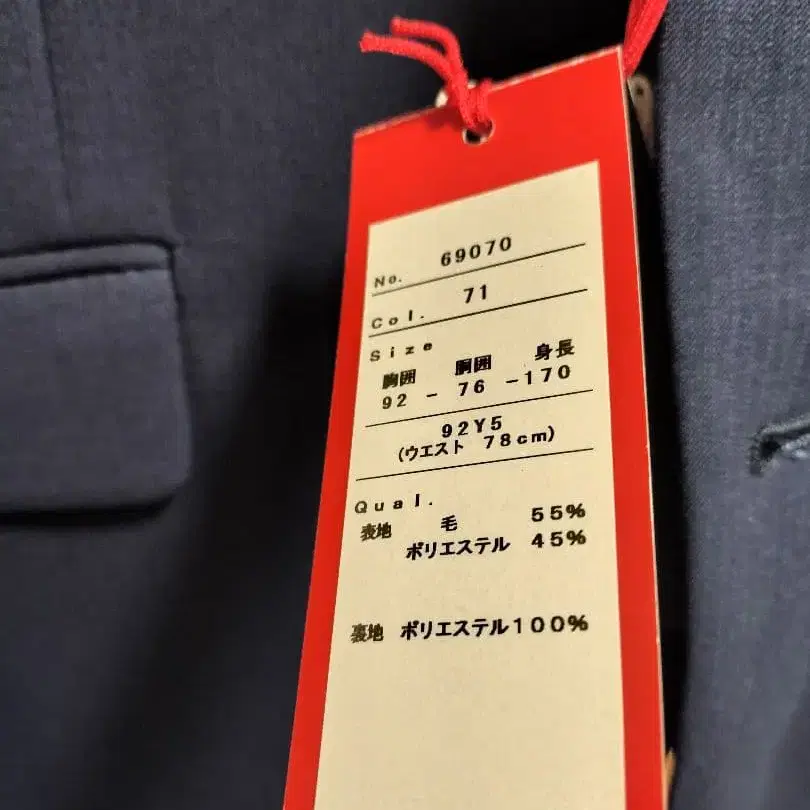 No. 69070
Col. 71
Size
胸囲 胴囲 身長
92 - 76 -170
92Y5
(ウエスト 78cm)
Qual.
表地 毛 55%
ポリエステル 45%
裏地 ポリエステル100%